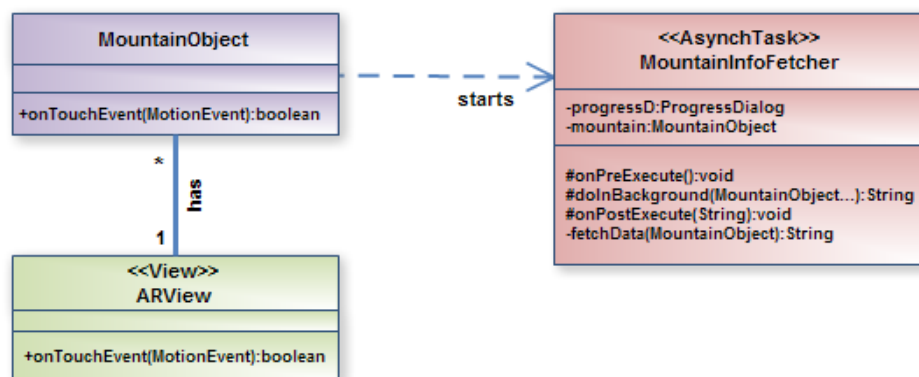 MountainObject
+onTouchEvent(MotionEvent):boolean
<<AsynchTask>>
MountainInfoFetcher
-progressD:ProgressDialog
-mountain:MountainObject
#onPreExecute():void
#doInBackground(MountainObject...):String
#onPostExecute(String):void
-fetchData(MountainObject):String
starts
*
has
1
<<View>>
ARView
+onTouchEvent(MotionEvent):boolean